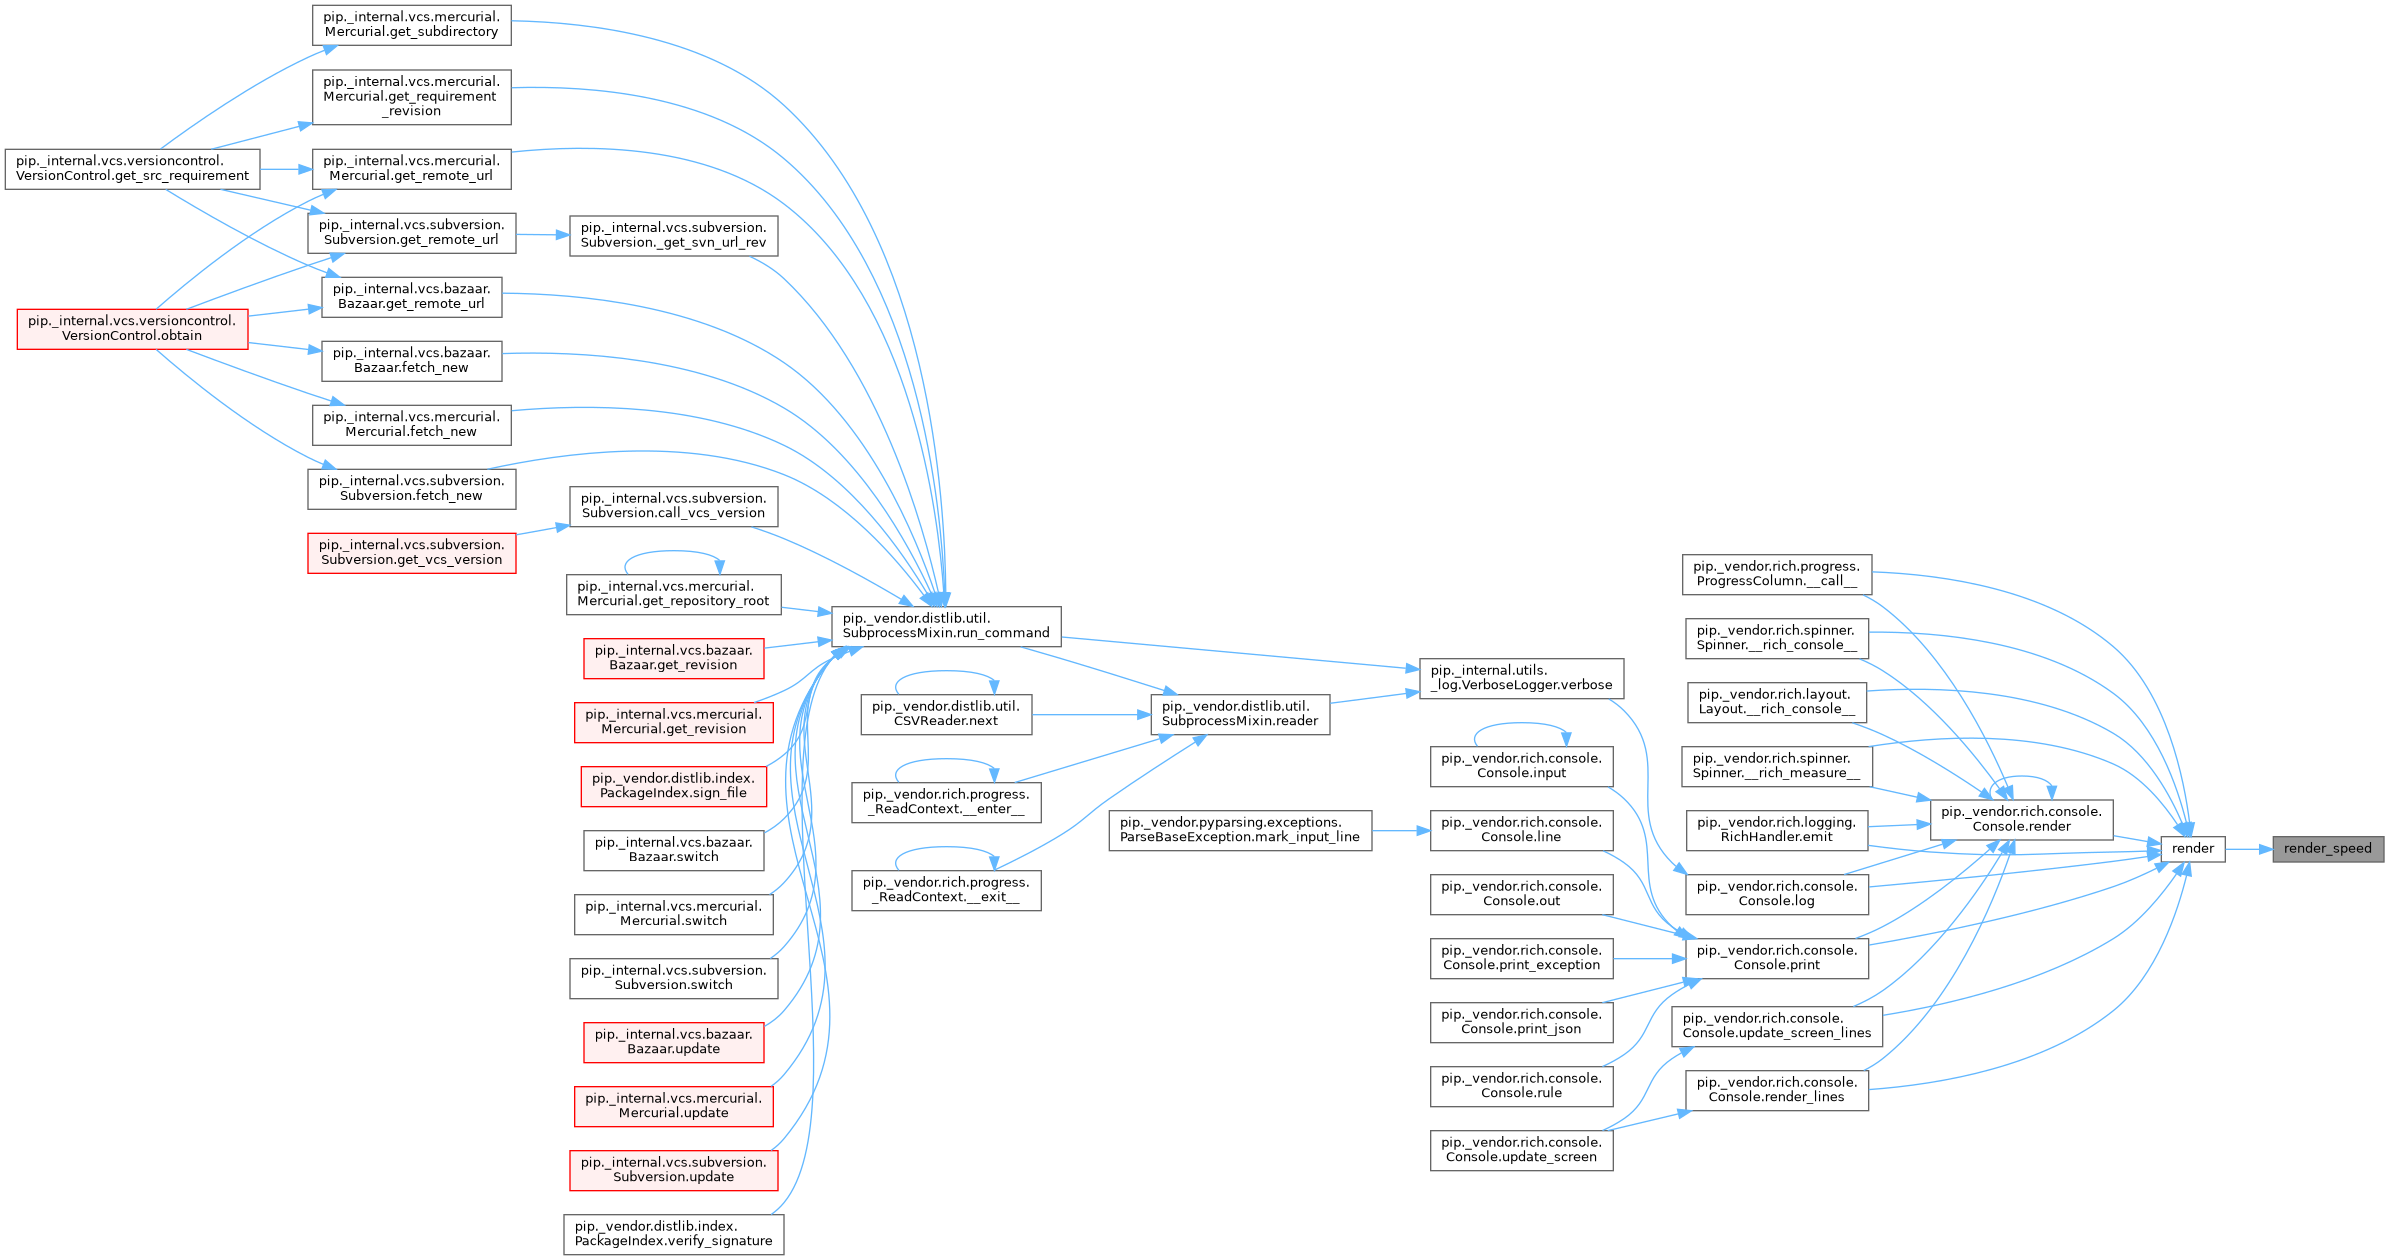 pip._internal.vcs.mercurial.
Mercurial.get_subdirectory
pip._internal.vcs.mercurial.
Mercurial.get_requirement
_revision
pip._internal.vcs.versioncontrol.
VersionControl.get_src_requirement
pip._internal.vcs.mercurial.
Mercurial.get_remote_url
pip._internal.vcs.subversion.
Subversion.get_remote_url
pip._internal.vcs.subversion.
Subversion._get_svn_url_rev
pip._internal.vcs.bazaar.
Bazaar.get_remote_url
pip._internal.vcs.versioncontrol.
VersionControl.obtain
pip._internal.vcs.bazaar.
Bazaar.fetch_new
pip._internal.vcs.mercurial.
Mercurial.fetch_new
pip._internal.vcs.subversion.
Subversion.fetch_new
pip._internal.vcs.subversion.
Subversion.call_vcs_version
pip._internal.vcs.subversion.
Subversion.get_vcs_version
pip._internal.vcs.mercurial.
Mercurial.get_repository_root
pip._internal.vcs.bazaar.
Bazaar.get_revision
pip._internal.vcs.mercurial.
Mercurial.get_revision
pip._vendor.distlib.index.
PackageIndex.sign_file
pip._internal.vcs.bazaar.
Bazaar.switch
pip._internal.vcs.mercurial.
Mercurial.switch
pip._internal.vcs.subversion.
Subversion.switch
pip._internal.vcs.bazaar.
Bazaar.update
pip._internal.vcs.mercurial.
Mercurial.update
pip._internal.vcs.subversion.
Subversion.update
pip._vendor.distlib.index.
PackageIndex.verify_signature
pip._vendor.distlib.util.
SubprocessMixin.run_command
pip._vendor.distlib.util.
CSVReader.next
pip._vendor.rich.progress.
_ReadContext.__enter__
pip._vendor.rich.progress.
_ReadContext.__exit__
pip._vendor.distlib.util.
SubprocessMixin.reader
pip._vendor.pyparsing.exceptions.
ParseBaseException.mark_input_line
pip._internal.utils.
_log.VerboseLogger.verbose
pip._vendor.rich.console.
Console.input
pip._vendor.rich.console.
Console.line
pip._vendor.rich.console.
Console.out
pip._vendor.rich.console.
Console.print_exception
pip._vendor.rich.console.
Console.print_json
pip._vendor.rich.console.
Console.rule
pip._vendor.rich.console.
Console.update_screen
pip._vendor.rich.progress.
ProgressColumn.__call__
pip._vendor.rich.spinner.
Spinner.__rich_console__
pip._vendor.rich.layout.
Layout.__rich_console__
pip._vendor.rich.spinner.
Spinner.__rich_measure__
pip._vendor.rich.logging.
RichHandler.emit
pip._vendor.rich.console.
Console.log
pip._vendor.rich.console.
Console.print
pip._vendor.rich.console.
Console.update_screen_lines
pip._vendor.rich.console.
Console.render_lines
pip._vendor.rich.console.
Console.render
render
render_speed